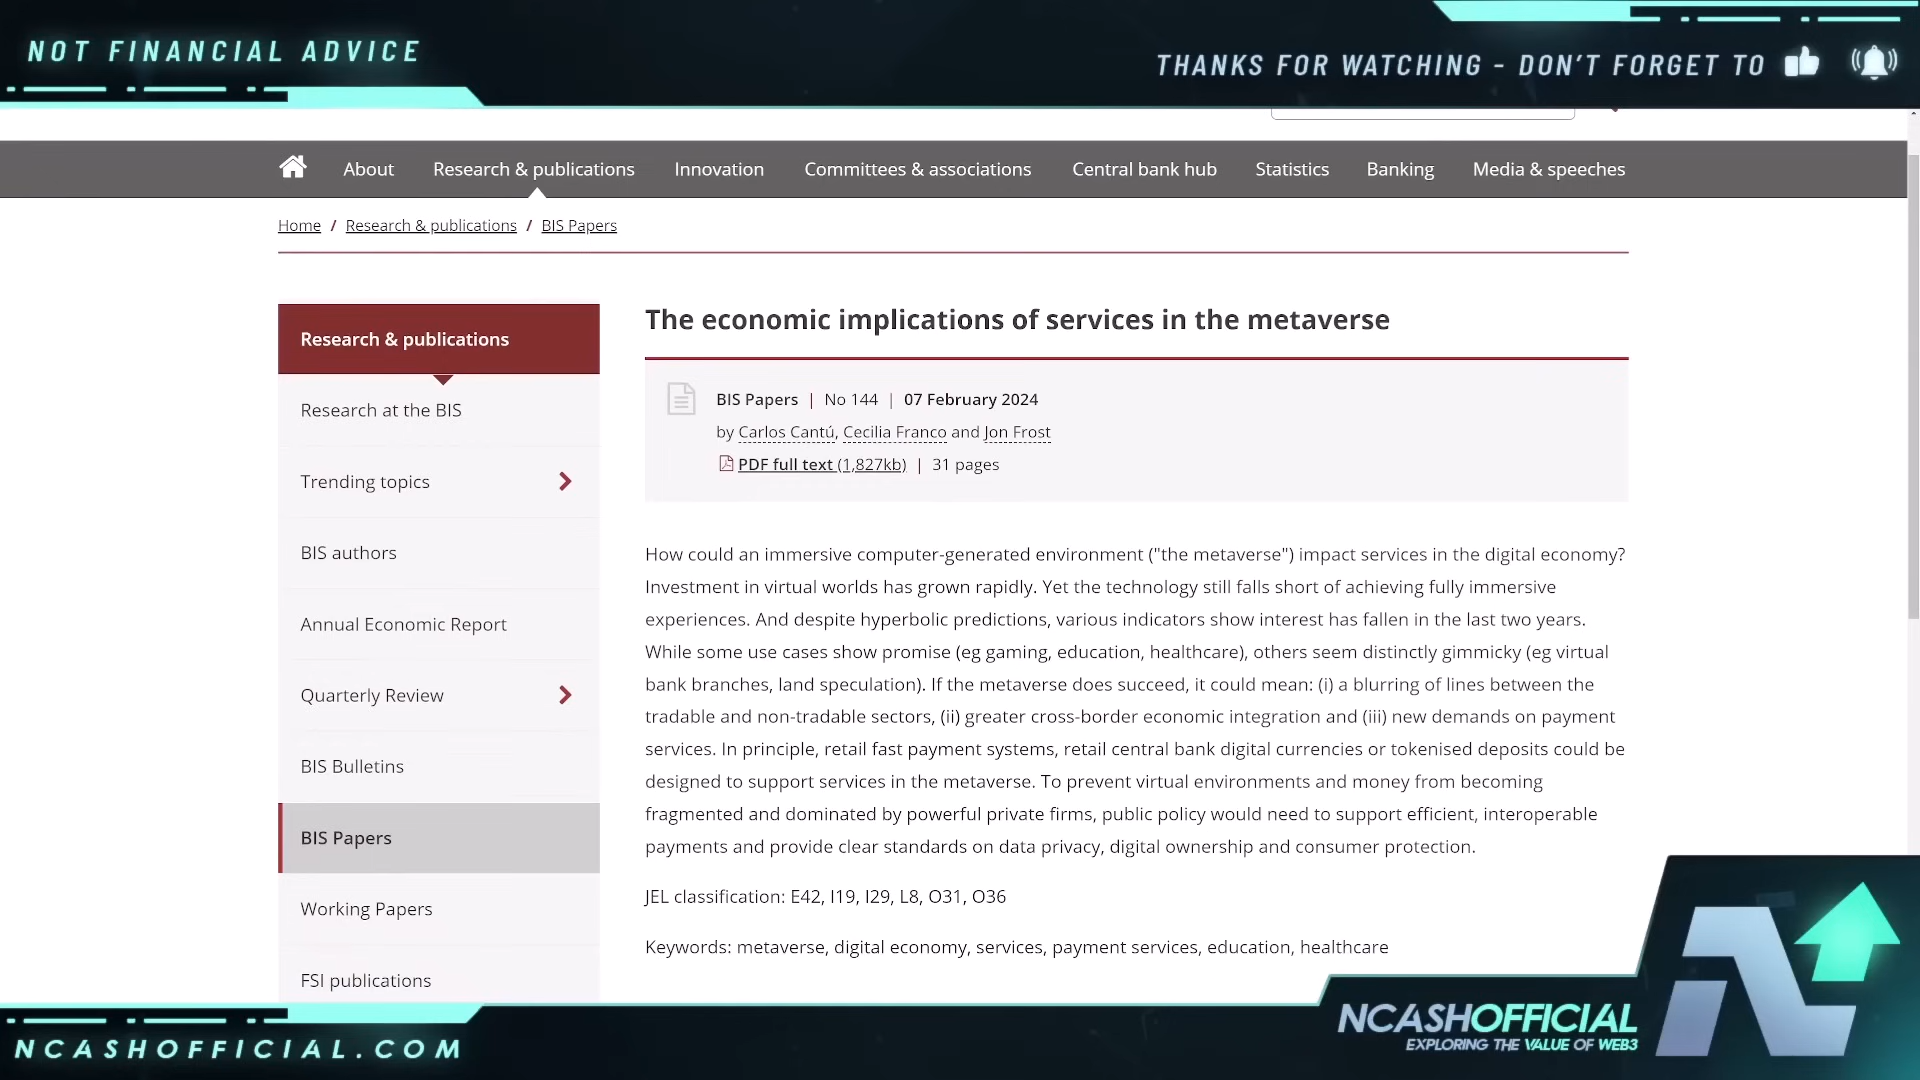 NOT FINANCIAL ADVICE
THANKS FOR WATCHING - DON'T FORGET TO
About Research & publications Innovation Committees & associations Central bank hub Statistics Banking Media & speeches
Home / Research & publications / BIS Papers
Research & publications
Research at the BIS
Trending topics
BIS authors
Annual Economic Report
Quarterly Review
BIS Bulletins
BIS Papers
Working Papers
FSI publications
The economic implications of services in the metaverse
BIS Papers | No 144 | 07 February 2024
by Carlos Cantú, Cecilia Franco and Jon Frost
PDF full text (1,827kb) | 31 pages
How could an immersive computer-generated environment ("the metaverse") impact services in the digital economy?
Investment in virtual worlds has grown rapidly. Yet the technology still falls short of achieving fully immersive
experiences. And despite hyperbolic predictions, various indicators show interest has fallen in the last two years.
While some use cases show promise (eg gaming, education, healthcare), others seem distinctly gimmicky (eg virtual
bank branches, land speculation). If the metaverse does succeed, it could mean: (i) a blurring of lines between the
tradable and non-tradable sectors, (ii) greater cross-border economic integration and (iii) new demands on payment
services. In principle, retail fast payment systems, retail central bank digital currencies or tokenised deposits could be
designed to support services in the metaverse. To prevent virtual environments and money from becoming
fragmented and dominated by powerful private firms, public policy would need to support efficient, interoperable
payments and provide clear standards on data privacy, digital ownership and consumer protection.
JEL classification: E42, I19, I29, L8, O31, O36
Keywords: metaverse, digital economy, services, payment services, education, healthcare
NCASHOFFICIAL.COM
NCASHOFFICIAL
EXPLORING THE VALUE OF WEB3